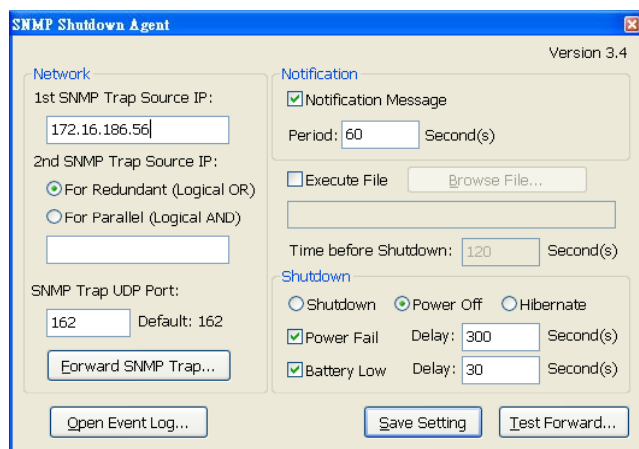 SNMP Shutdown Agent
Version 3.4
Network
1st SNMP Trap Source IP:
172.16.186.56
2nd SNMP Trap Source IP:
For Redundant (Logical OR)
For Parallel (Logical AND)
SNMP Trap UDP Port:
162 Default: 162
Forward SNMP Trap...
Notification
Notification Message
Period: 60 Second(s)
Execute File Browse File...
Time before Shutdown: 120 Second(s)
Shutdown
Shutdown Power Off Hibernate
Power Fail Delay: 300 Second(s)
Battery Low Delay: 30 Second(s)
Open Event Log... Save Setting Test Forward...